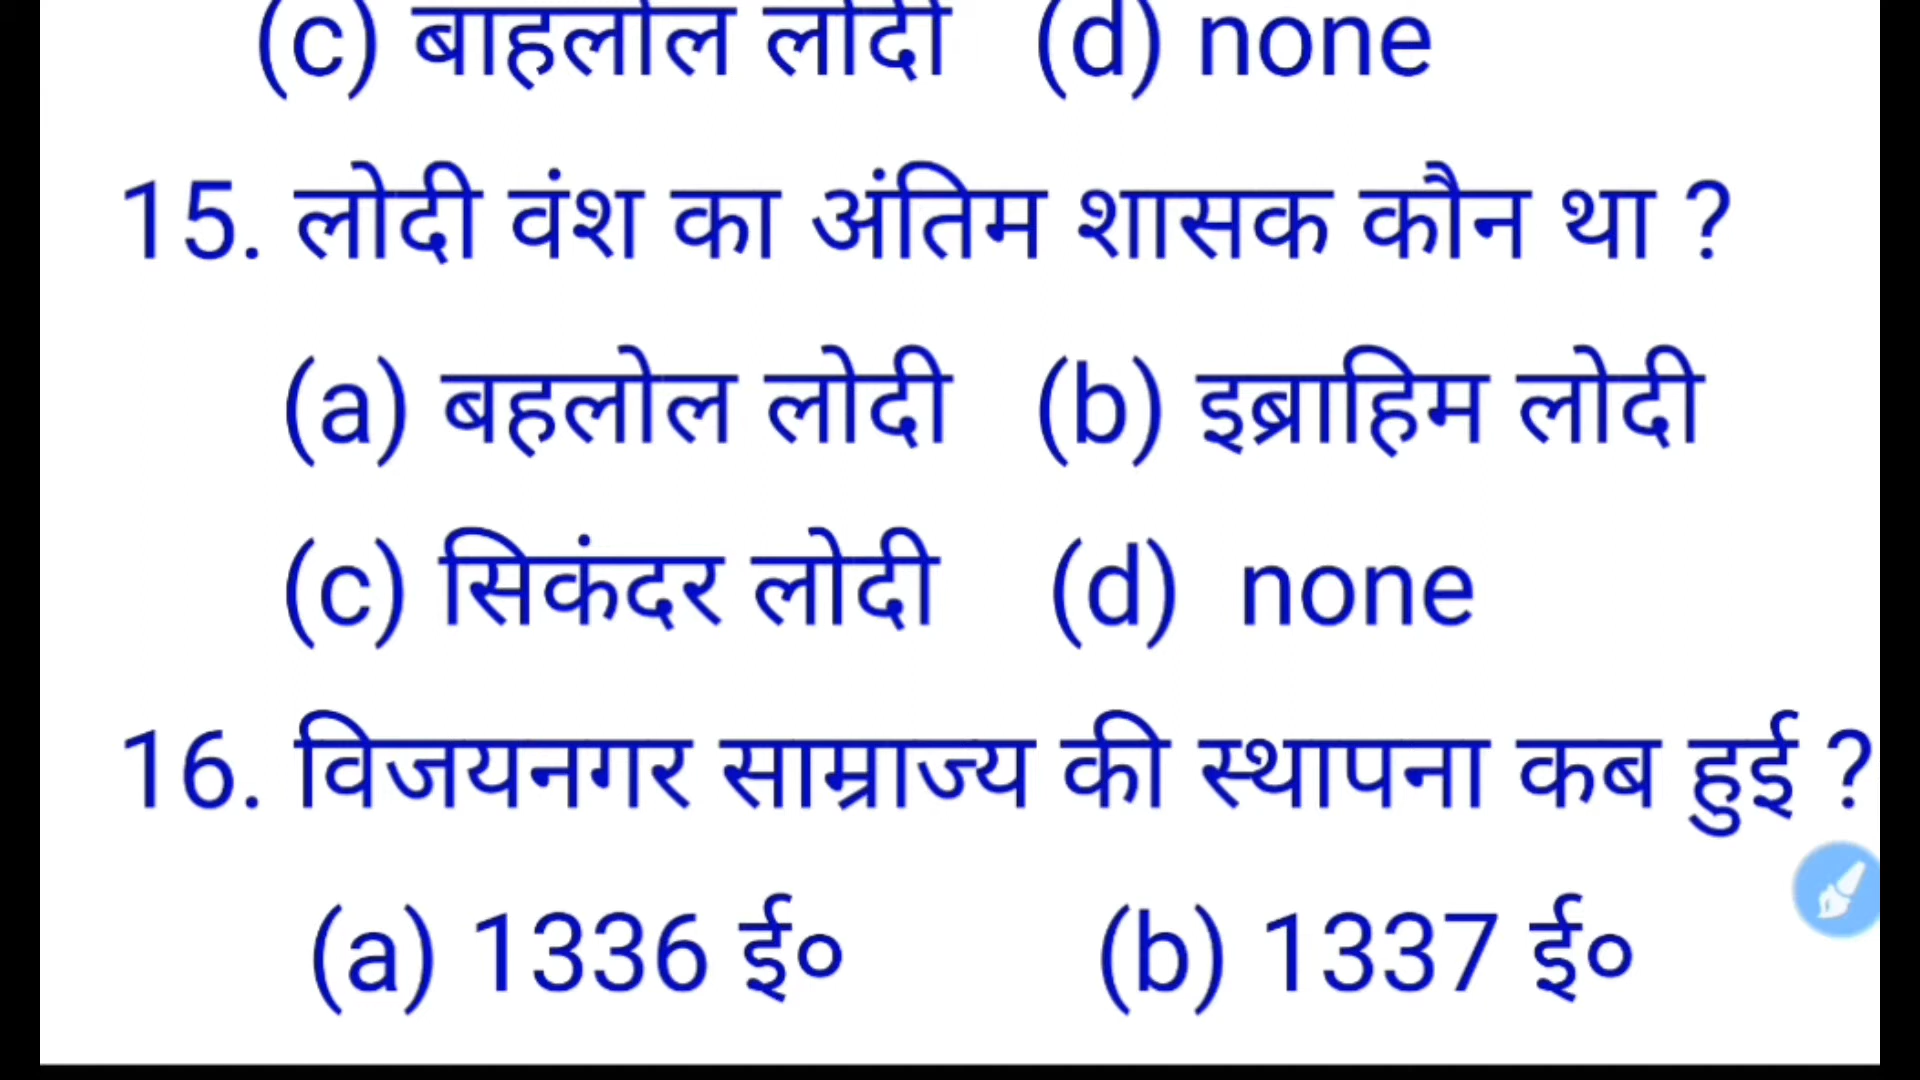 (c) बाहलोल लोदी (d) none
15. लोदी वंश का अंतिम शासक कौन था ?
(a) बहलोल लोदी (b) इब्राहिम लोदी
(c) सिकंदर लोदी (d) none
16. विजयनगर साम्राज्य की स्थापना कब हुई ?
(a) 1336 ई० (b) 1337 ई०